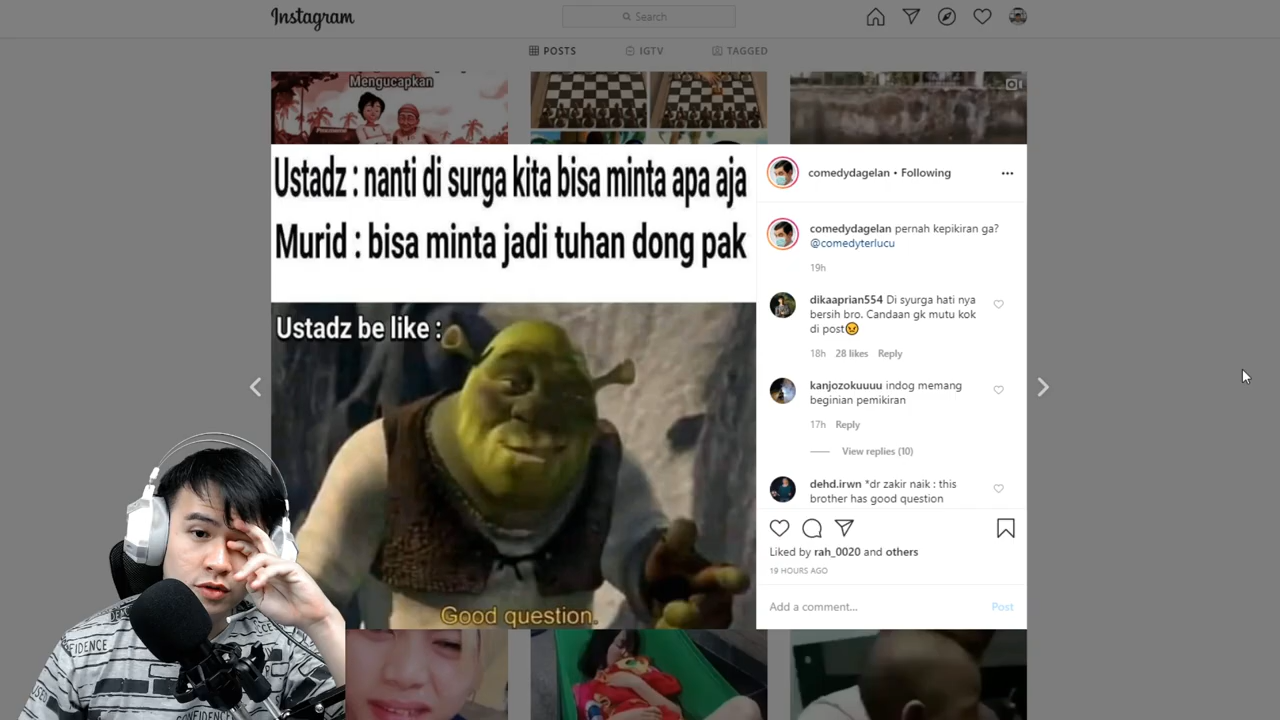 Instagram
Search
POSTS
IGTV
TAGGED
Mengucapkan
Ustadz : nanti di surga kita bisa minta apa aja
Murid : bisa minta jadi tuhan dong pak
Ustadz be like :
Good question.
comedydagelan • Following
comedydagelan pernah kepikiran ga?
@comedyterlucu
19h
dikaaprian554 Di syurga hati nya
bersih bro. Candaan gk mutu kok
di post😡
18h 28 likes Reply
kanjozokuuuu indog memang
beginian pemikiran
17h Reply
View replies (10)
dehd.irwn *dr zakir naik : this
brother has good question
Liked by rah_0020 and others
19 HOURS AGO
Add a comment...
Post
CONFIDENCE